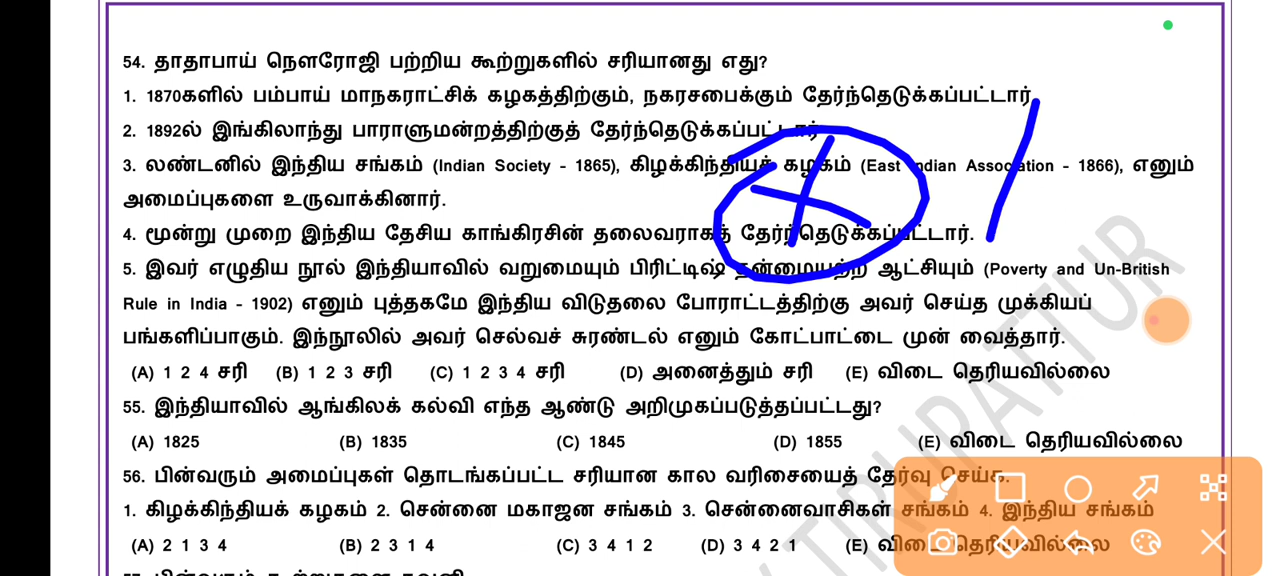 54. தாதாபாய் நௌரோஜி பற்றிய கூற்றுகளில் சரியானது எது?
1. 1870களில் பம்பாய் மாநகராட்சிக் கழகத்திற்கும், நகரசபைக்கும் தேர்ந்தெடுக்கப்பட்டார்.
2. 1892ல் இங்கிலாந்து பாராளுமன்றத்திற்குத் தேர்ந்தெடுக்கப்பட்டார்.
3. லண்டனில் இந்திய சங்கம் (Indian Society - 1865), கிழக்கிந்தியக் கழகம் (East Indian Association - 1866), எனும்
அமைப்புகளை உருவாக்கினார்.
4. மூன்று முறை இந்திய தேசிய காங்கிரசின் தலைவராகத் தேர்ந்தெடுக்கப்பட்டார்.
5. இவர் எழுதிய நூல் இந்தியாவில் வறுமையும் பிரிட்டிஷ் தன்மையற்ற ஆட்சியும் (Poverty and Un-British
Rule in India - 1902) எனும் புத்தகமே இந்திய விடுதலை போராட்டத்திற்கு அவர் செய்த முக்கியப்
பங்களிப்பாகும். இந்நூலில் அவர் செல்வச் சுரண்டல் எனும் கோட்பாட்டை முன் வைத்தார்.
(A) 1 2 4 சரி (B) 1 2 3 சரி (C) 1 2 3 4 சரி (D) அனைத்தும் சரி (E) விடை தெரியவில்லை
55. இந்தியாவில் ஆங்கிலக் கல்வி எந்த ஆண்டு அறிமுகப்படுத்தப்பட்டது?
(A) 1825 (B) 1835 (C) 1845 (D) 1855 (E) விடை தெரியவில்லை
56. பின்வரும் அமைப்புகள் தொடங்கப்பட்ட சரியான கால வரிசையைத் தேர்வு செய்க.
1. கிழக்கிந்தியக் கழகம் 2. சென்னை மகாஜன சங்கம் 3. சென்னைவாசிகள் சங்கம் 4. இந்திய சங்கம்
(A) 2 1 3 4 (B) 2 3 1 4 (C) 3 4 1 2 (D) 3 4 2 1 (E) விடை தெரியவில்லை